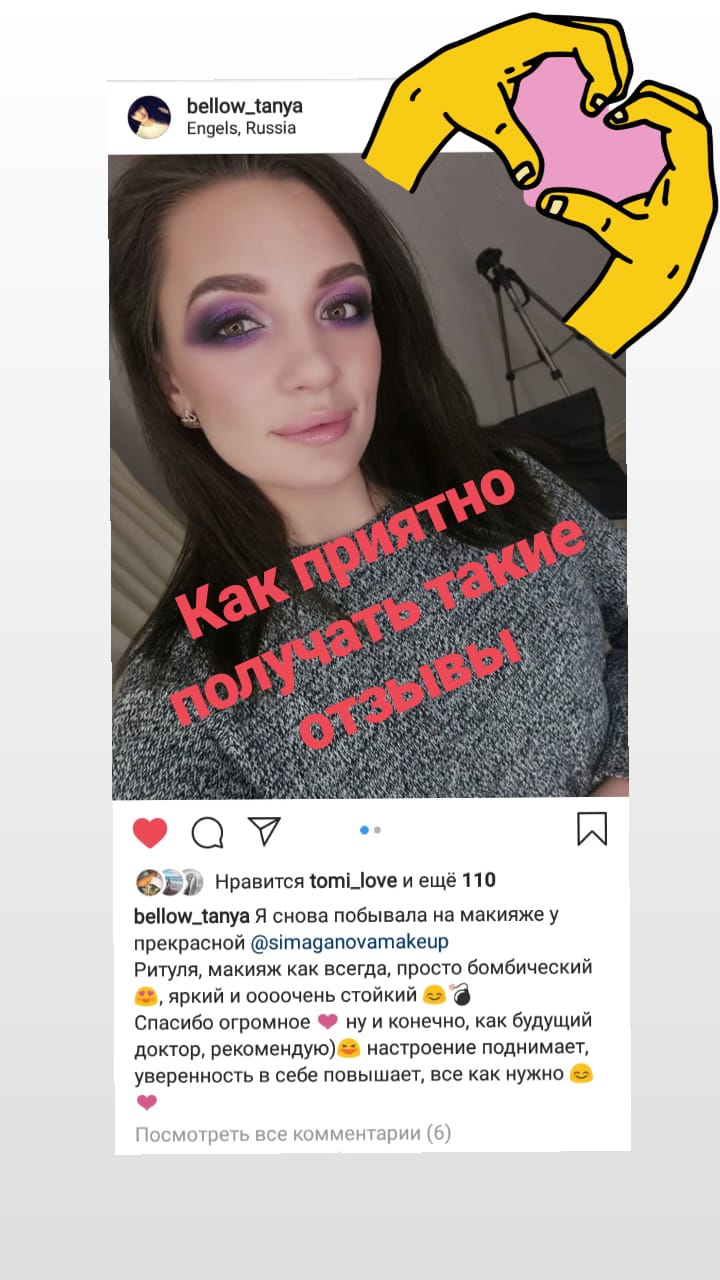 bellow_tanya
Engels, Russia
Как приятно
получать такие
отзывы
Нравится tomi_love и ещё 110
bellow_tanya Я снова побывала на макияже у
прекрасной @simaganovamakeup
Ритуля, макияж как всегда, просто бомбический
😍, яркий и оооочень стойкий 😊💣
Спасибо огромное ❤ ну и конечно, как будущий
доктор, рекомендую)😆 настроение поднимает,
уверенность в себе повышает, все как нужно 😊
❤
Посмотреть все комментарии (6)